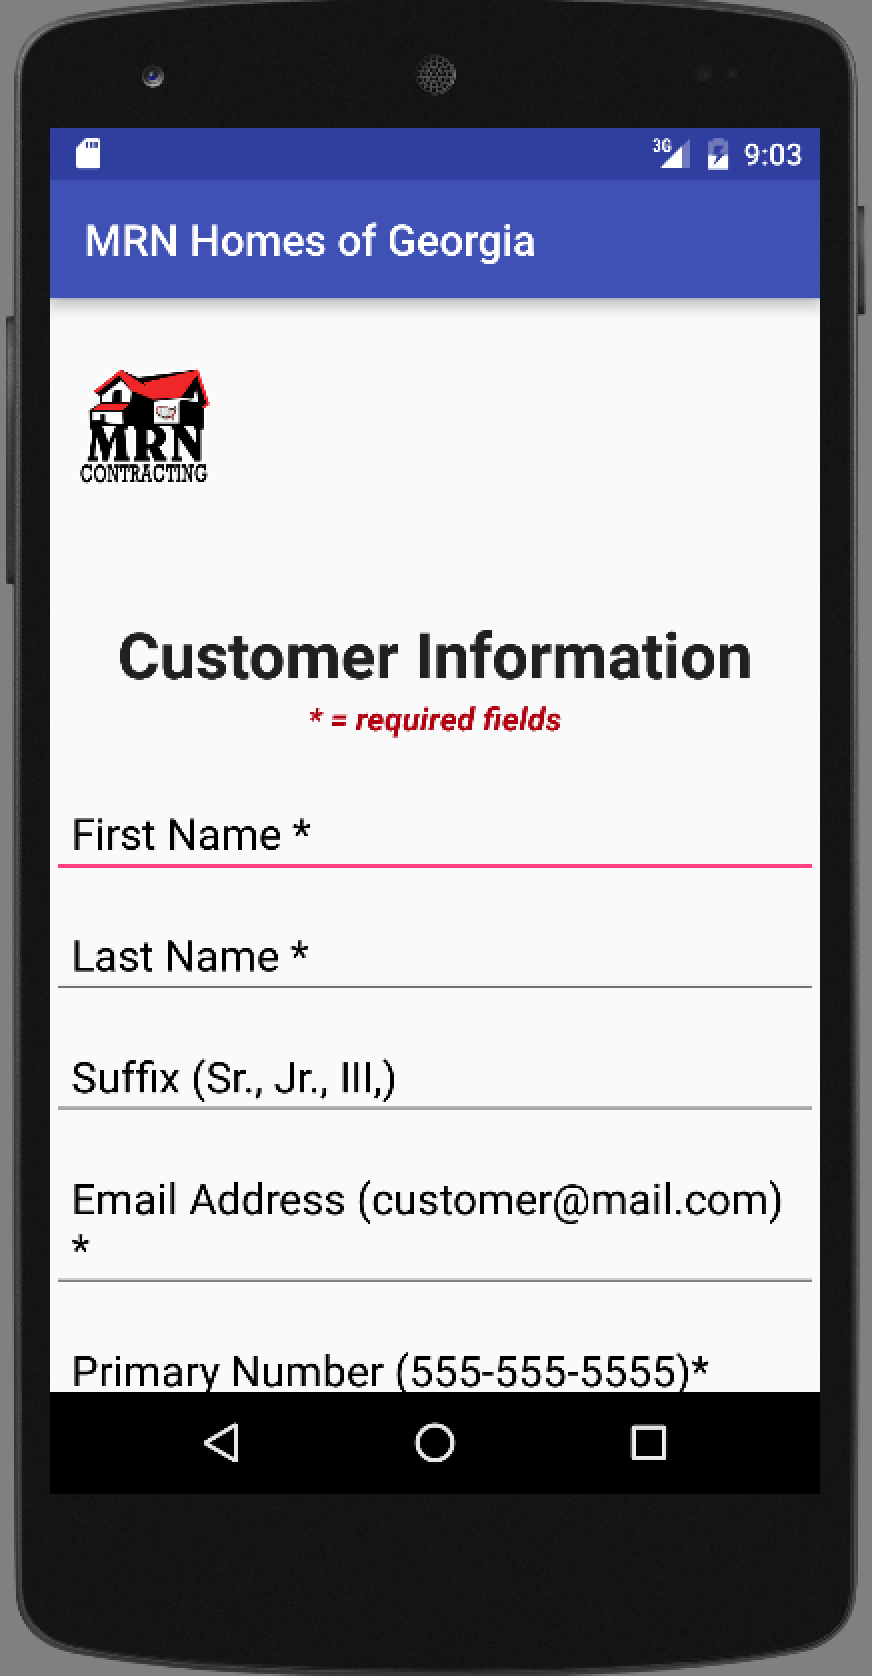 3G 9:03
MRN Homes of Georgia
MRN
CONTRACTING
Customer Information
* = required fields
First Name *
Last Name *
Suffix (Sr., Jr., III,)
Email Address (customer@mail.com)
*
Primary Number (555-555-5555)*